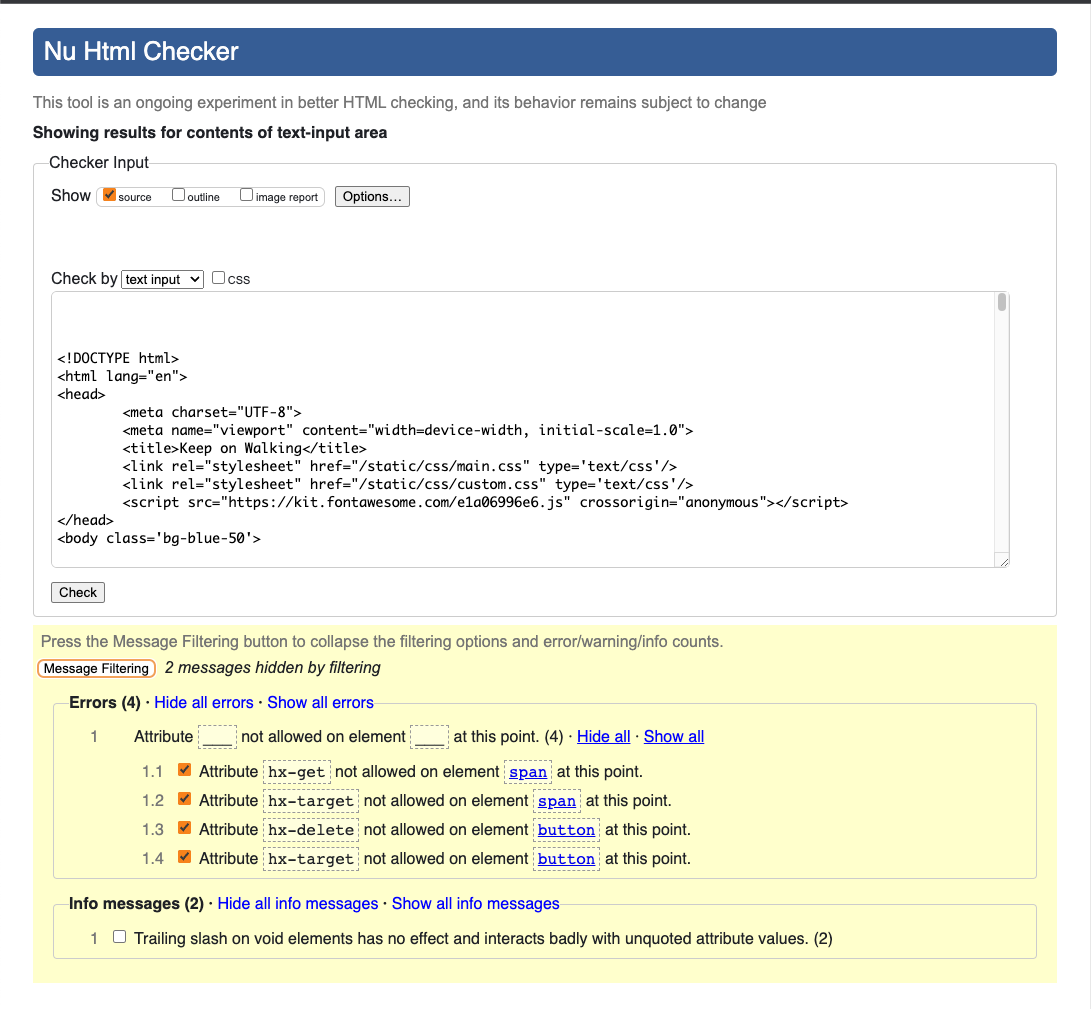 Nu Html Checker
This tool is an ongoing experiment in better HTML checking, and its behavior remains subject to change
Showing results for contents of text-input area
Checker Input
Show source outline image report Options...
Check by text input css
<!DOCTYPE html>
<html lang="en">
<head>
<meta charset="UTF-8">
<meta name="viewport" content="width=device-width, initial-scale=1.0">
<title>Keep on Walking</title>
<link rel="stylesheet" href="/static/css/main.css" type='text/css'/>
<link rel="stylesheet" href="/static/css/custom.css" type='text/css'/>
<script src="https://kit.fontawesome.com/e1a06996e6.js" crossorigin="anonymous"></script>
</head>
<body class='bg-blue-50'>
Check
Press the Message Filtering button to collapse the filtering options and error/warning/info counts.
Message Filtering 2 messages hidden by filtering
Errors (4) · Hide all errors · Show all errors
1 Attribute ____ not allowed on element ____ at this point. (4) · Hide all · Show all
1.1 Attribute hx-get not allowed on element span at this point.
1.2 Attribute hx-target not allowed on element span at this point.
1.3 Attribute hx-delete not allowed on element button at this point.
1.4 Attribute hx-target not allowed on element button at this point.
Info messages (2) · Hide all info messages · Show all info messages
1 Trailing slash on void elements has no effect and interacts badly with unquoted attribute values. (2)